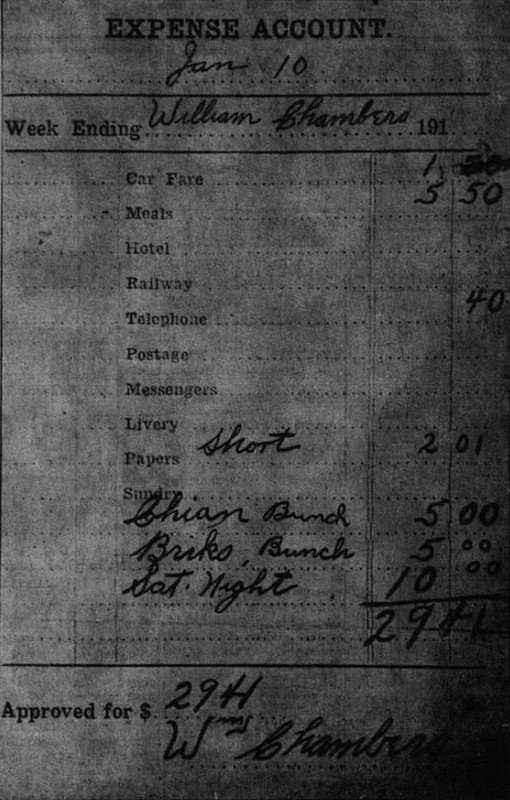 EXPENSE ACCOUNT.
Jan 10
Week Ending William Chambers 191
Car Fare 1 50
Meals 5 50
Hotel
Railway
Telephone 40
Postage
Messengers
Livery
Short 2 01
Papers
Sundry
Chian Bunch 5 00
Briks Bunch 5 00
Sat. Night 10 00
29 41
Approved for $ 29 41
Wm Chambers